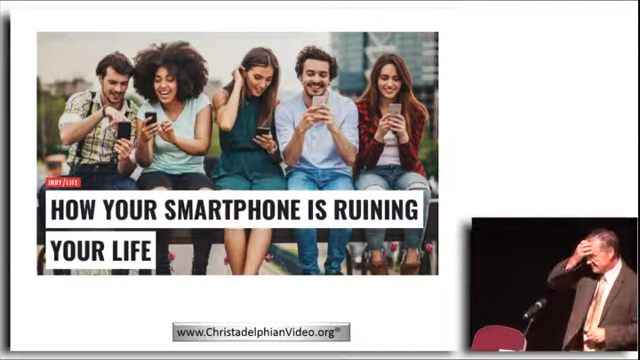 INDY/LIFE
HOW YOUR SMARTPHONE IS RUINING
YOUR LIFE
www.ChristadelphianVideo.org®